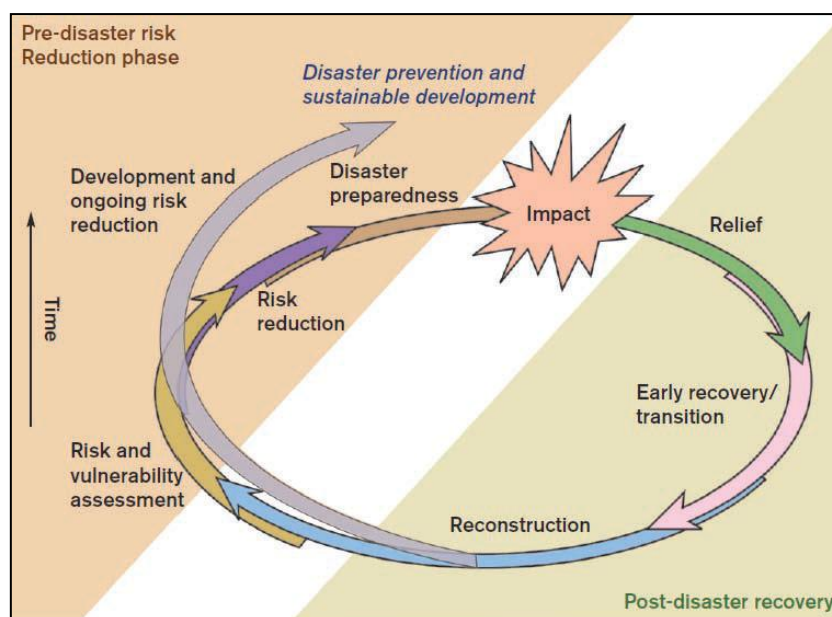 Pre-disaster risk
Reduction phase
Disaster prevention and
sustainable development
Development and
ongoing risk
reduction
Disaster
preparedness
Impact
Relief
Time
Risk
reduction
Early recovery/
transition
Risk and
vulnerability
assessment
Reconstruction
Post-disaster recovery